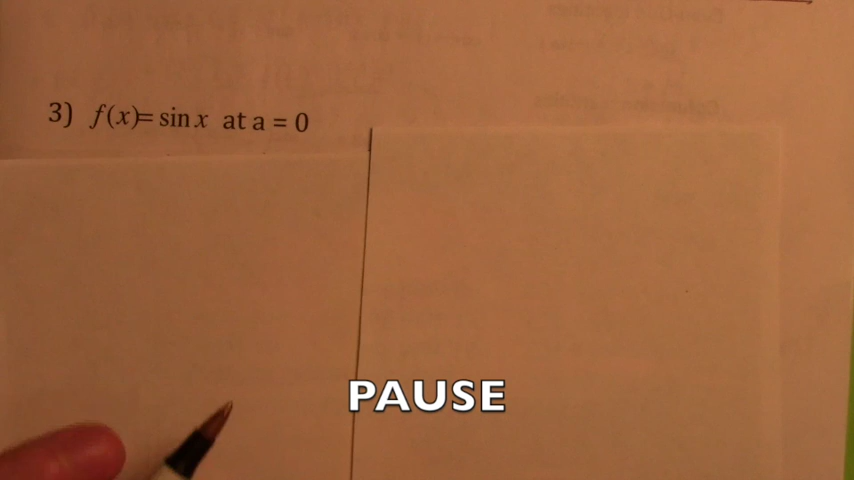 3) f(x)= sin x at a = 0
PAUSE